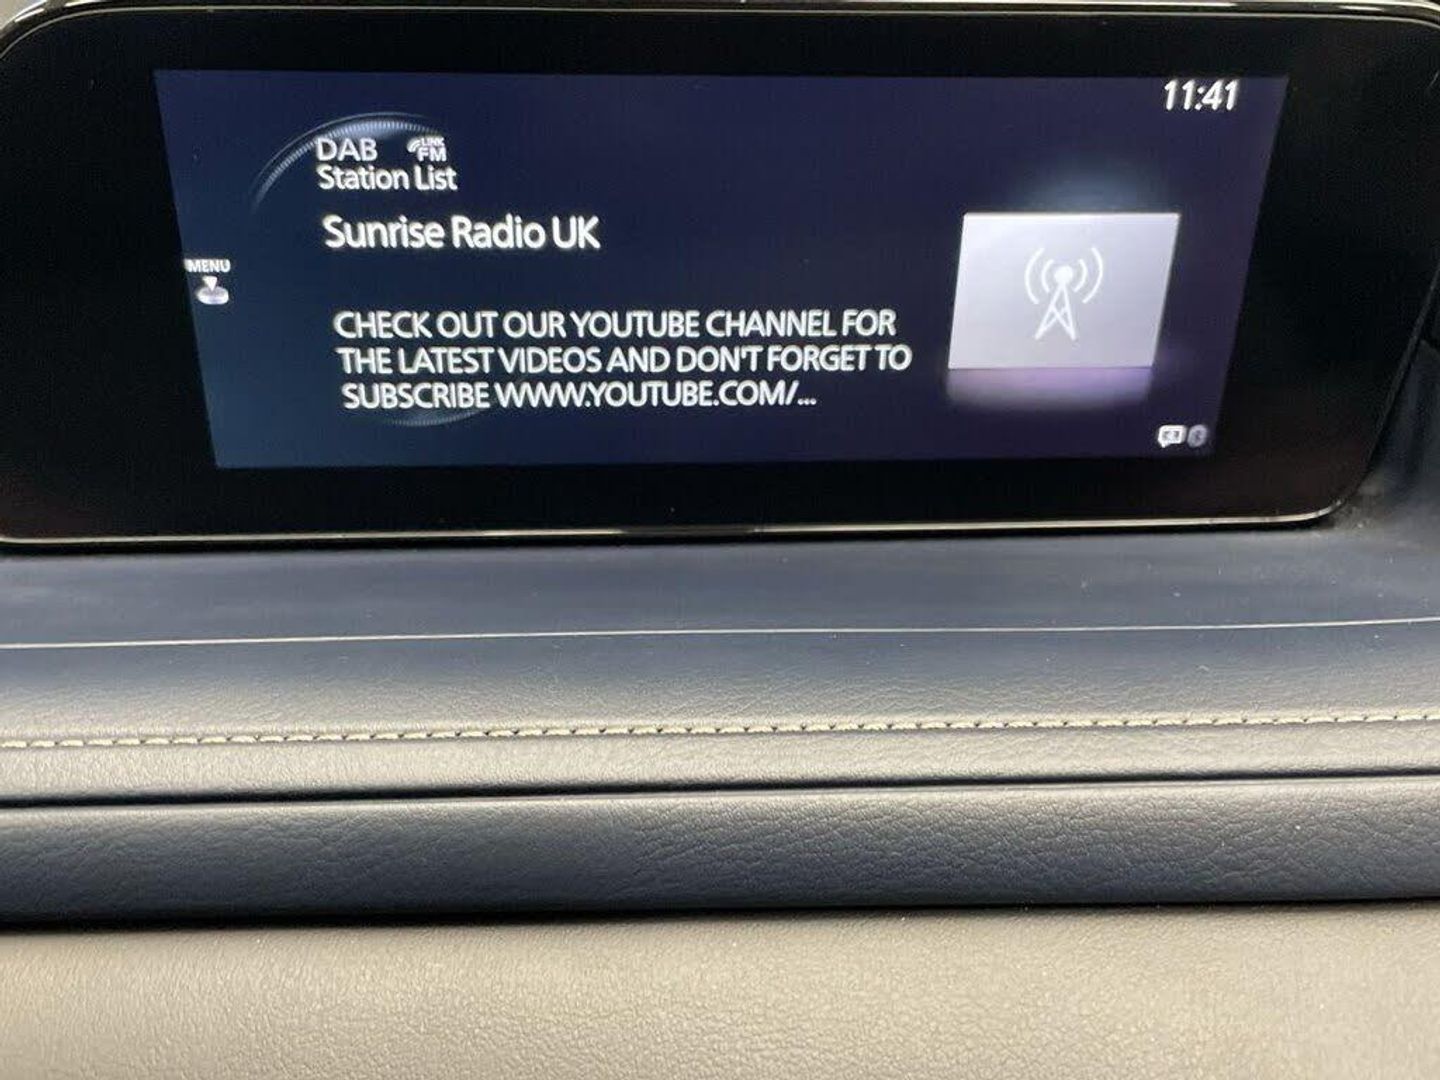 11:41
DAB LINK FM
Station List
Sunrise Radio UK
MENU
CHECK OUT OUR YOUTUBE CHANNEL FOR
THE LATEST VIDEOS AND DON'T FORGET TO
SUBSCRIBE WWW.YOUTUBE.COM/...